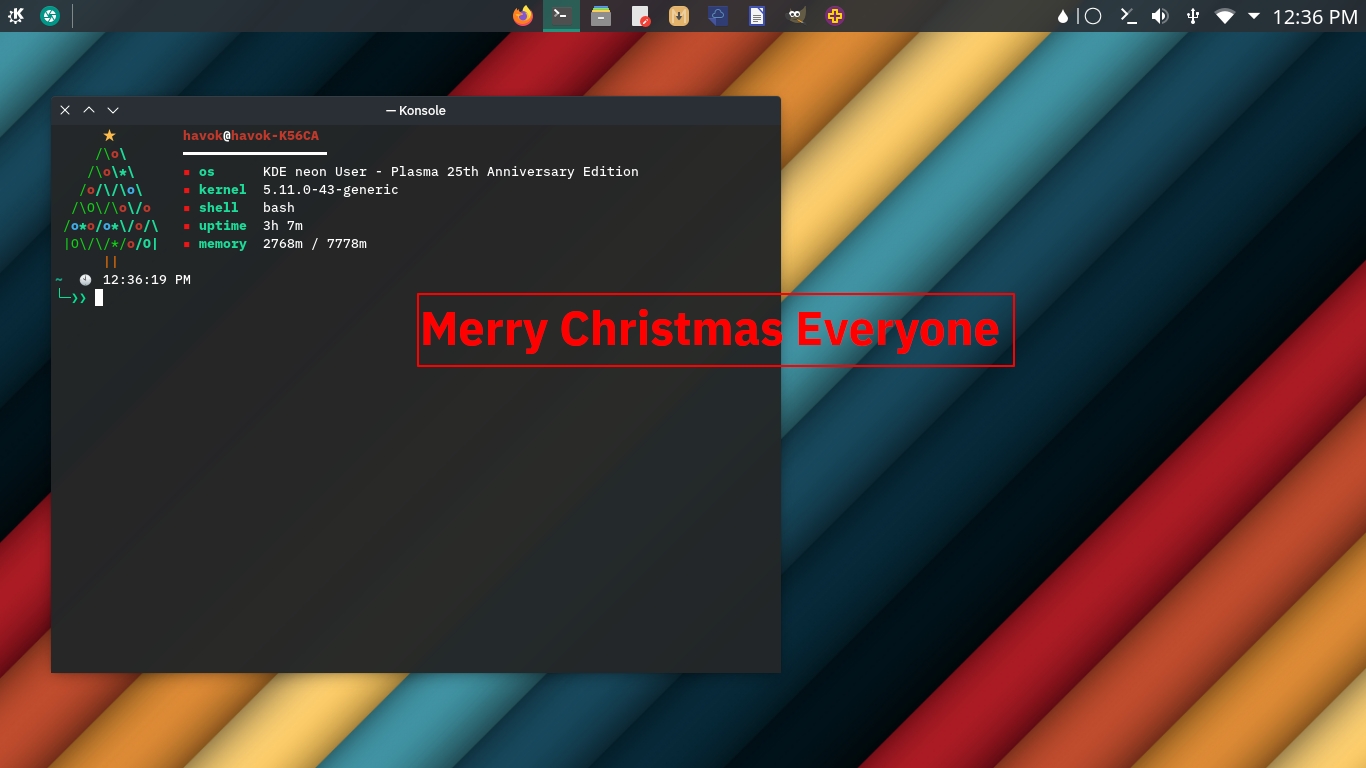 12:36 PM
— Konsole
★ havok@havok-K56CA
/\o\
/\o\*\ ▪ os KDE neon User - Plasma 25th Anniversary Edition
/o/\/\o\ ▪ kernel 5.11.0-43-generic
/\O\/\o\/o ▪ shell bash
/o*o/o*\/o/\ ▪ uptime 3h 7m
|O\/\/*/o/O| ▪ memory 2768m / 7778m
||
~ 12:36:19 PM
╰─❯❯
Merry Christmas Everyone